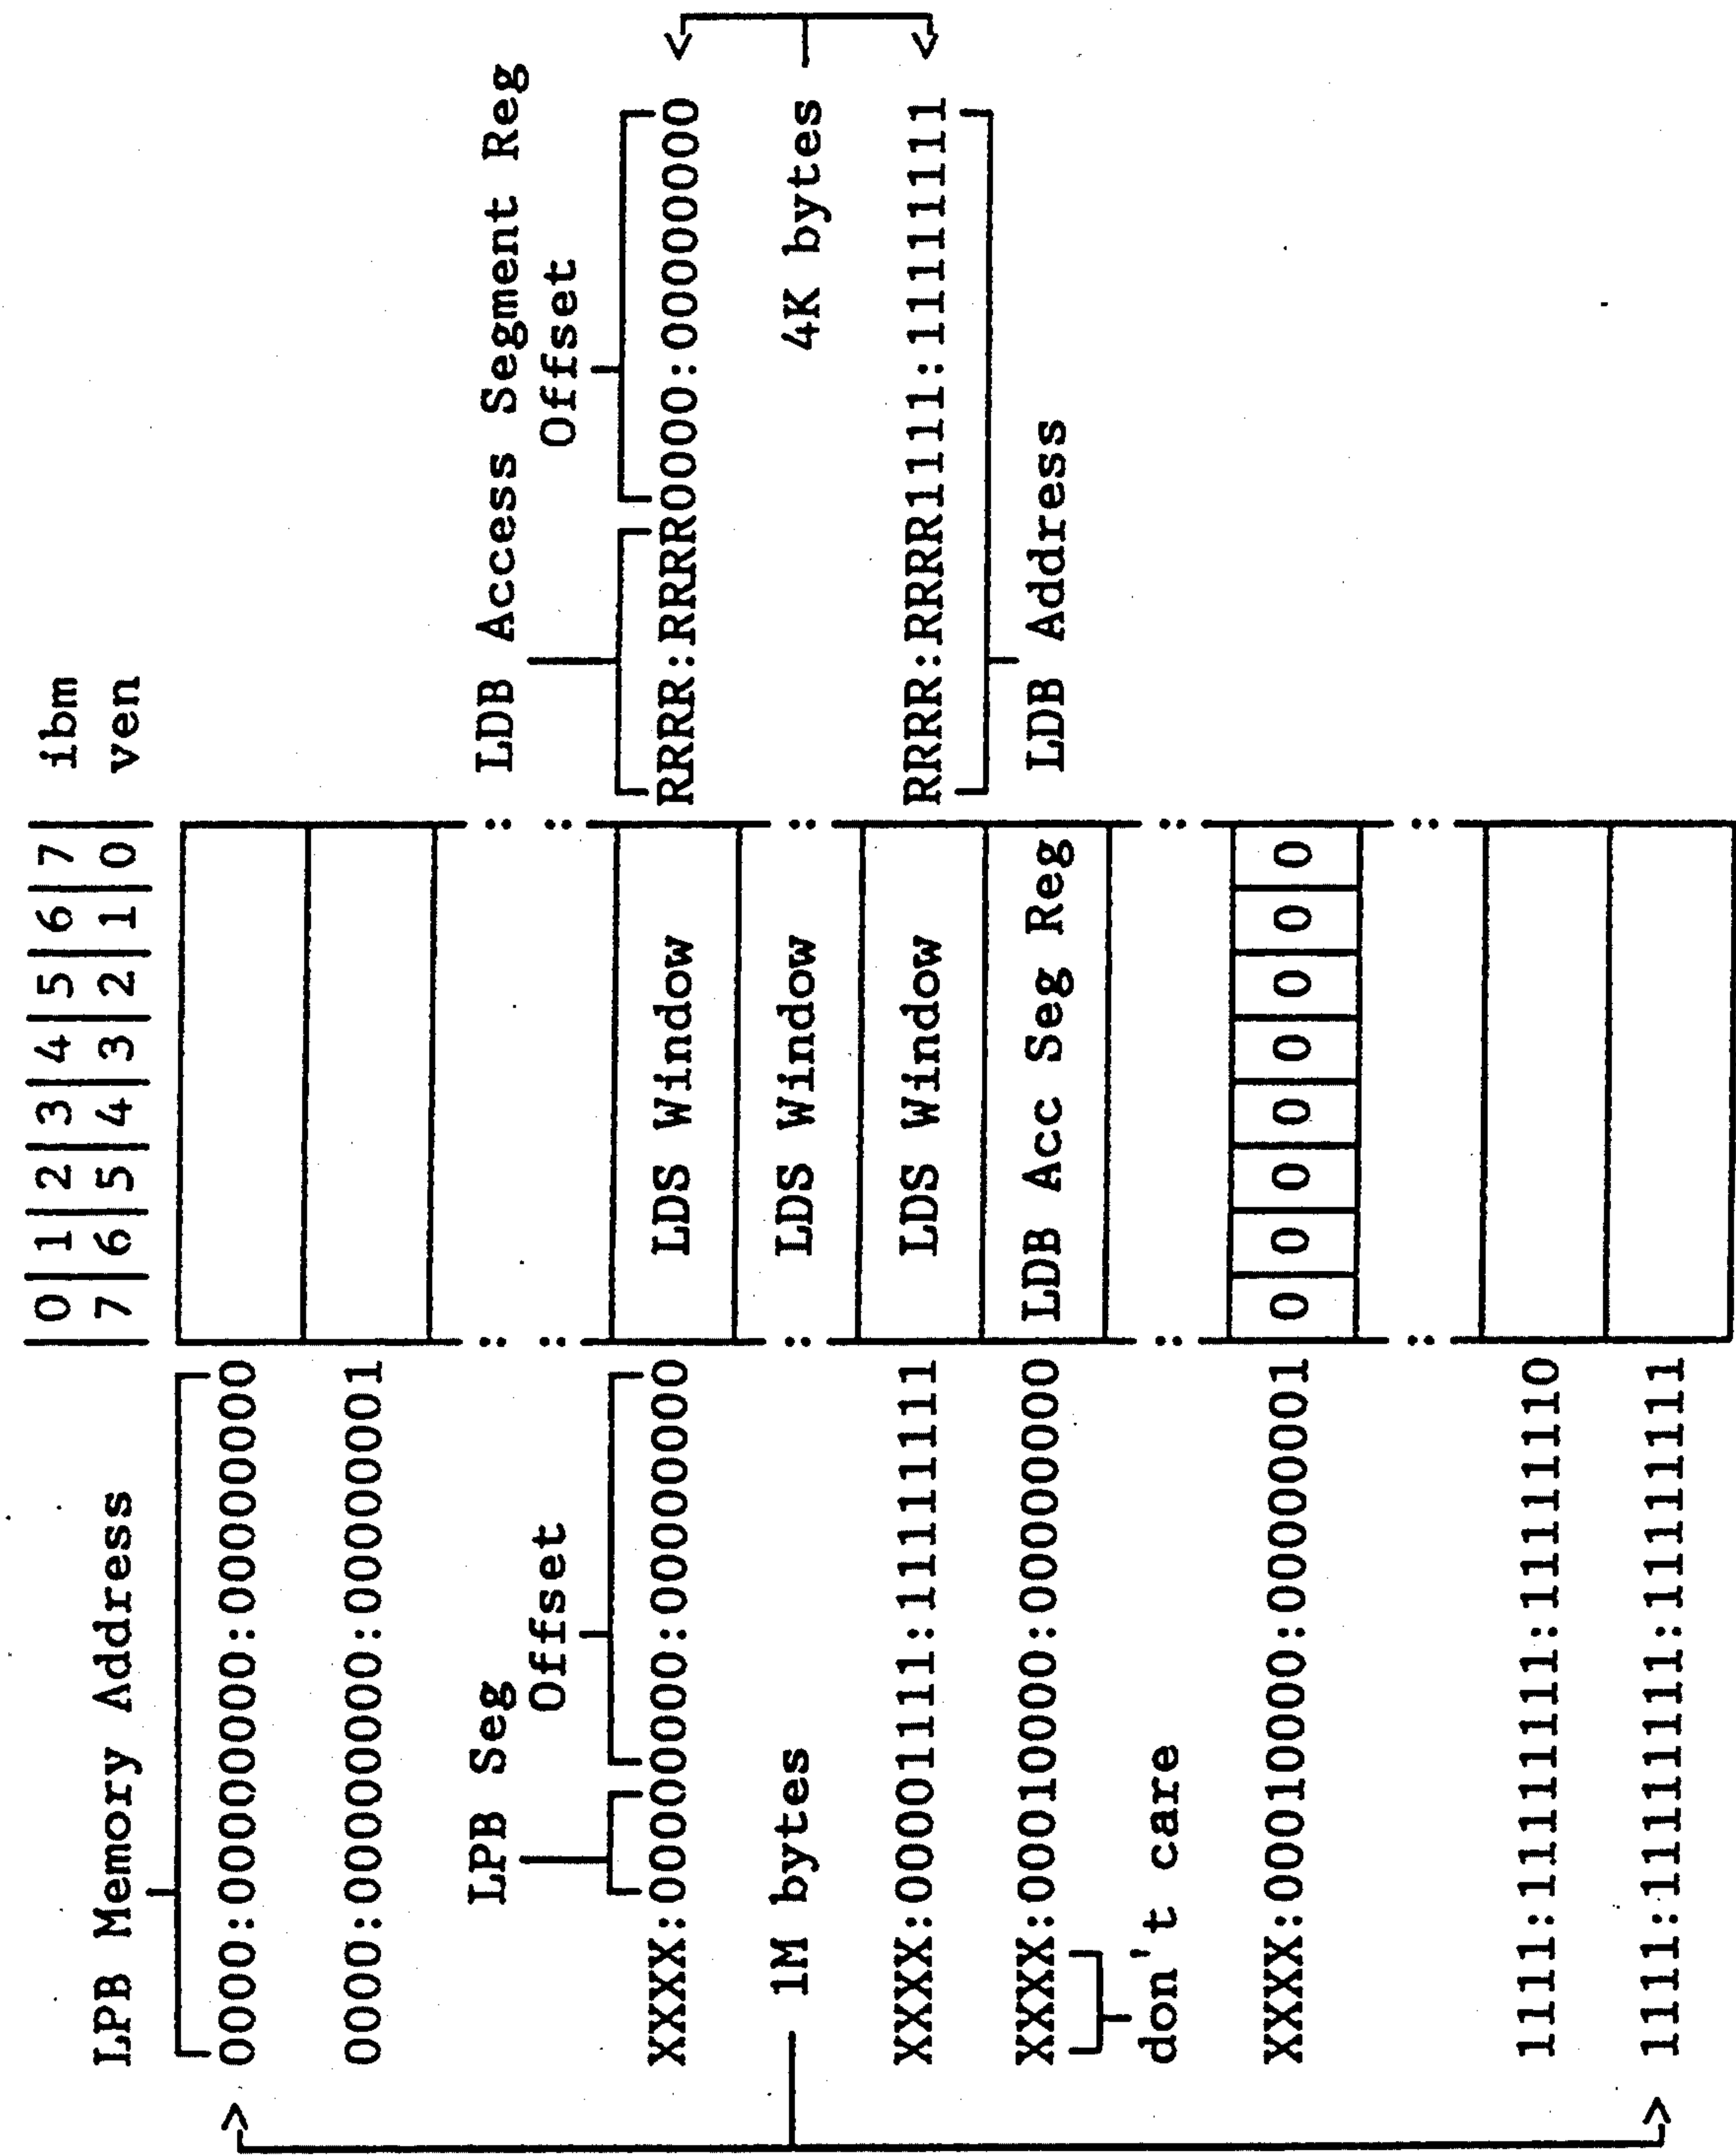 |0|1|2|3|4|5|6|7| ibm
LPB Memory Address |7|6|5|4|3|2|1|0| ven
0000:00000000:00000000
0000:00000000:00000001
LPB Seg LDB Access Segment Reg
Offset Offset
XXXX:00000000:00000000 LDS Window RRRR:RRRR0000:00000000
1M bytes LDS Window 4K bytes
XXXX:00001111:11111111 LDS Window RRRR:RRRR1111:11111111
XXXX:00010000:00000000 LDB Acc Seg Reg LDB Address
don't care
XXXX:00010000:00000001 |0|0|0|0|0|0|0|0|
1111:11111111:11111110
1111:11111111:11111111